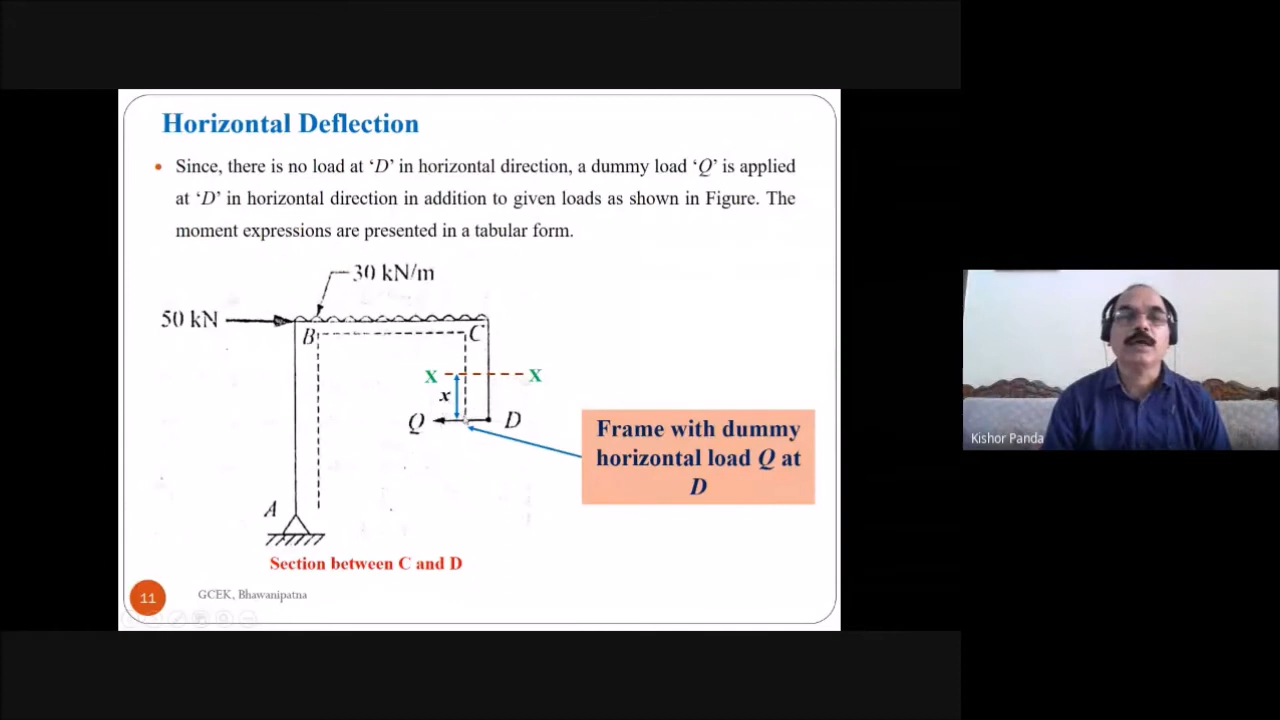 Horizontal Deflection
• Since, there is no load at ‘D’ in horizontal direction, a dummy load ‘Q’ is applied
at ‘D’ in horizontal direction in addition to given loads as shown in Figure. The
moment expressions are presented in a tabular form.
30 kN/m
50 kN
B
C
X
X
x
Q
D
Frame with dummy
horizontal load Q at
D
A
Section between C and D
11
GCEK, Bhawanipatna
Kishor Panda